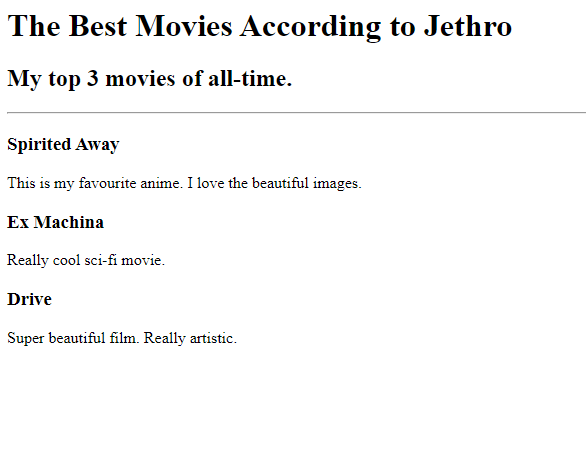 The Best Movies According to Jethro
My top 3 movies of all-time.
Spirited Away
This is my favourite anime. I love the beautiful images.
Ex Machina
Really cool sci-fi movie.
Drive
Super beautiful film. Really artistic.